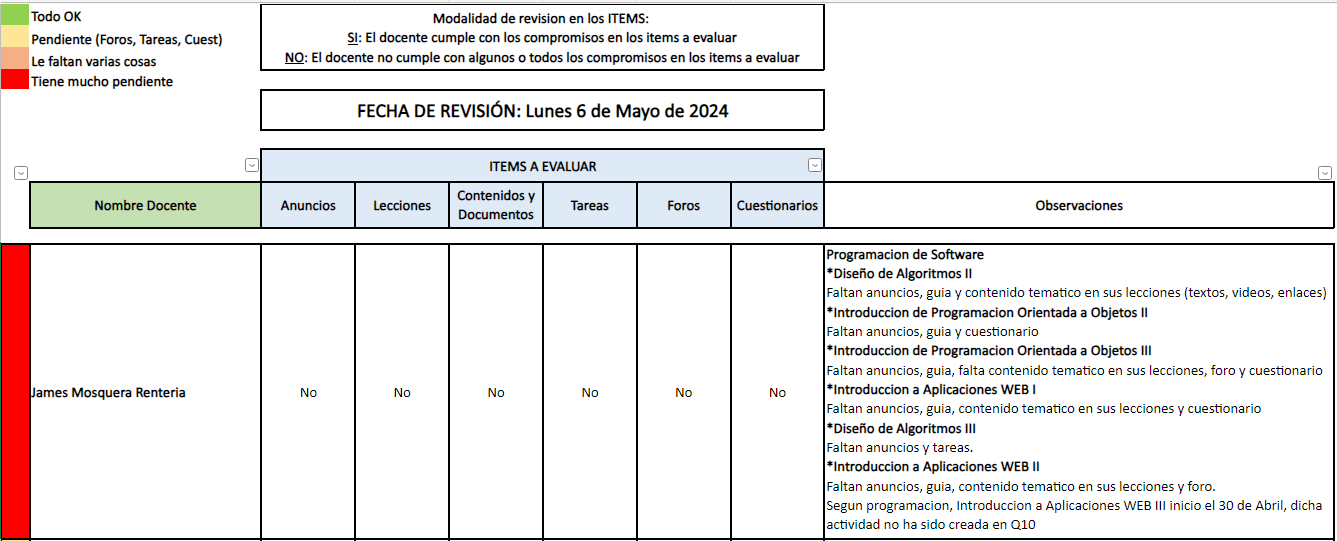 Todo OK
Pendiente (Foros, Tareas, Cuest)
Le faltan varias cosas
Tiene mucho pendiente
Modalidad de revision en los ITEMS:
SI: El docente cumple con los compromisos en los items a evaluar
NO: El docente no cumple con algunos o todos los compromisos en los items a evaluar
FECHA DE REVISIÓN: Lunes 6 de Mayo de 2024
ITEMS A EVALUAR
Nombre Docente
Anuncios
Lecciones
Contenidos y
Documentos
Tareas
Foros
Cuestionarios
Observaciones
James Mosquera Renteria
No
No
No
No
No
No
Programacion de Software
*Diseño de Algoritmos II
Faltan anuncios, guia y contenido tematico en sus lecciones (textos, videos, enlaces)
*Introduccion de Programacion Orientada a Objetos II
Faltan anuncios, guia y cuestionario
*Introduccion de Programacion Orientada a Objetos III
Faltan anuncios, guia, falta contenido tematico en sus lecciones, foro y cuestionario
*Introduccion a Aplicaciones WEB I
Faltan anuncios, guia, contenido tematico en sus lecciones y cuestionario
*Diseño de Algoritmos III
Faltan anuncios y tareas.
*Introduccion a Aplicaciones WEB II
Faltan anuncios, guia, contenido tematico en sus lecciones y foro.
Segun programacion, Introduccion a Aplicaciones WEB III inicio el 30 de Abril, dicha
actividad no ha sido creada en Q10